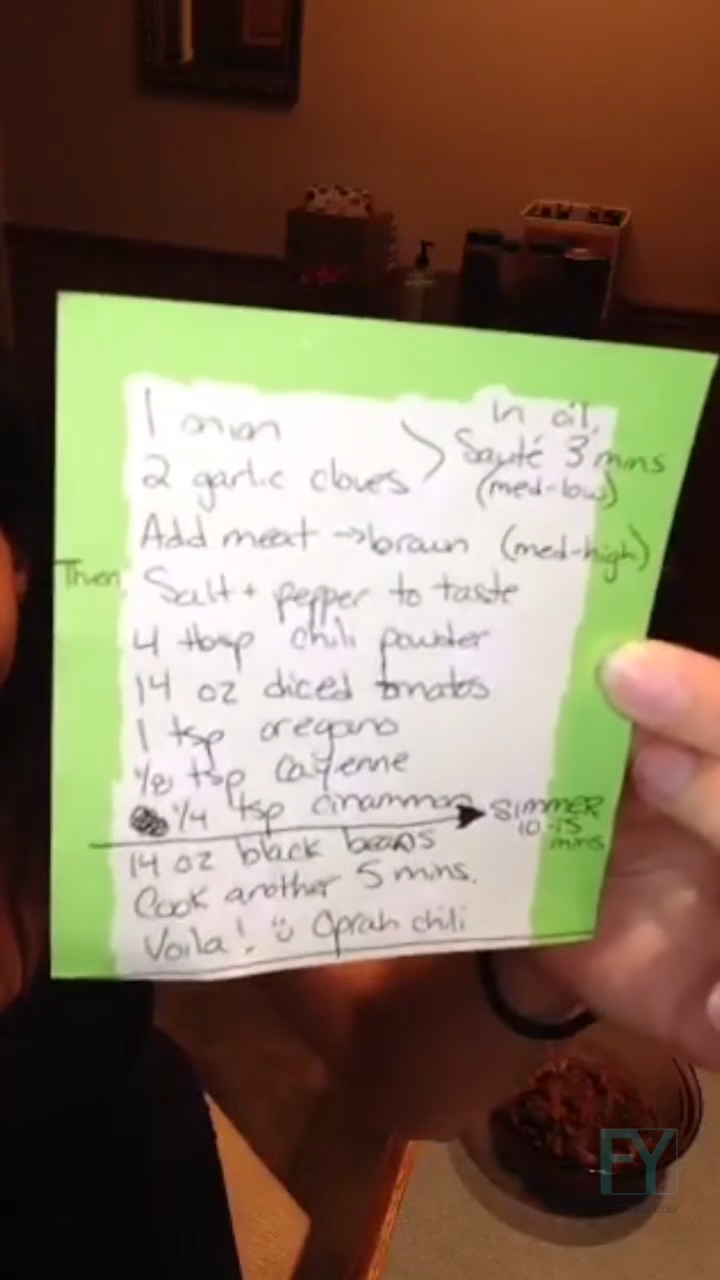 1 onion
2 garlic cloves
In oil,
Sauté 3 mins
(med-low)
Add meat → brown (med-high)
Then, Salt + pepper to taste
4 tbsp chili powder
14 oz diced tomatos
1 tsp oregano
1/8 tsp Cayenne
1/4 tsp cinammon
SIMMER
10-15
mins
14 oz black beans
Cook another 5 mins.
Voila! Oprah chili
FY